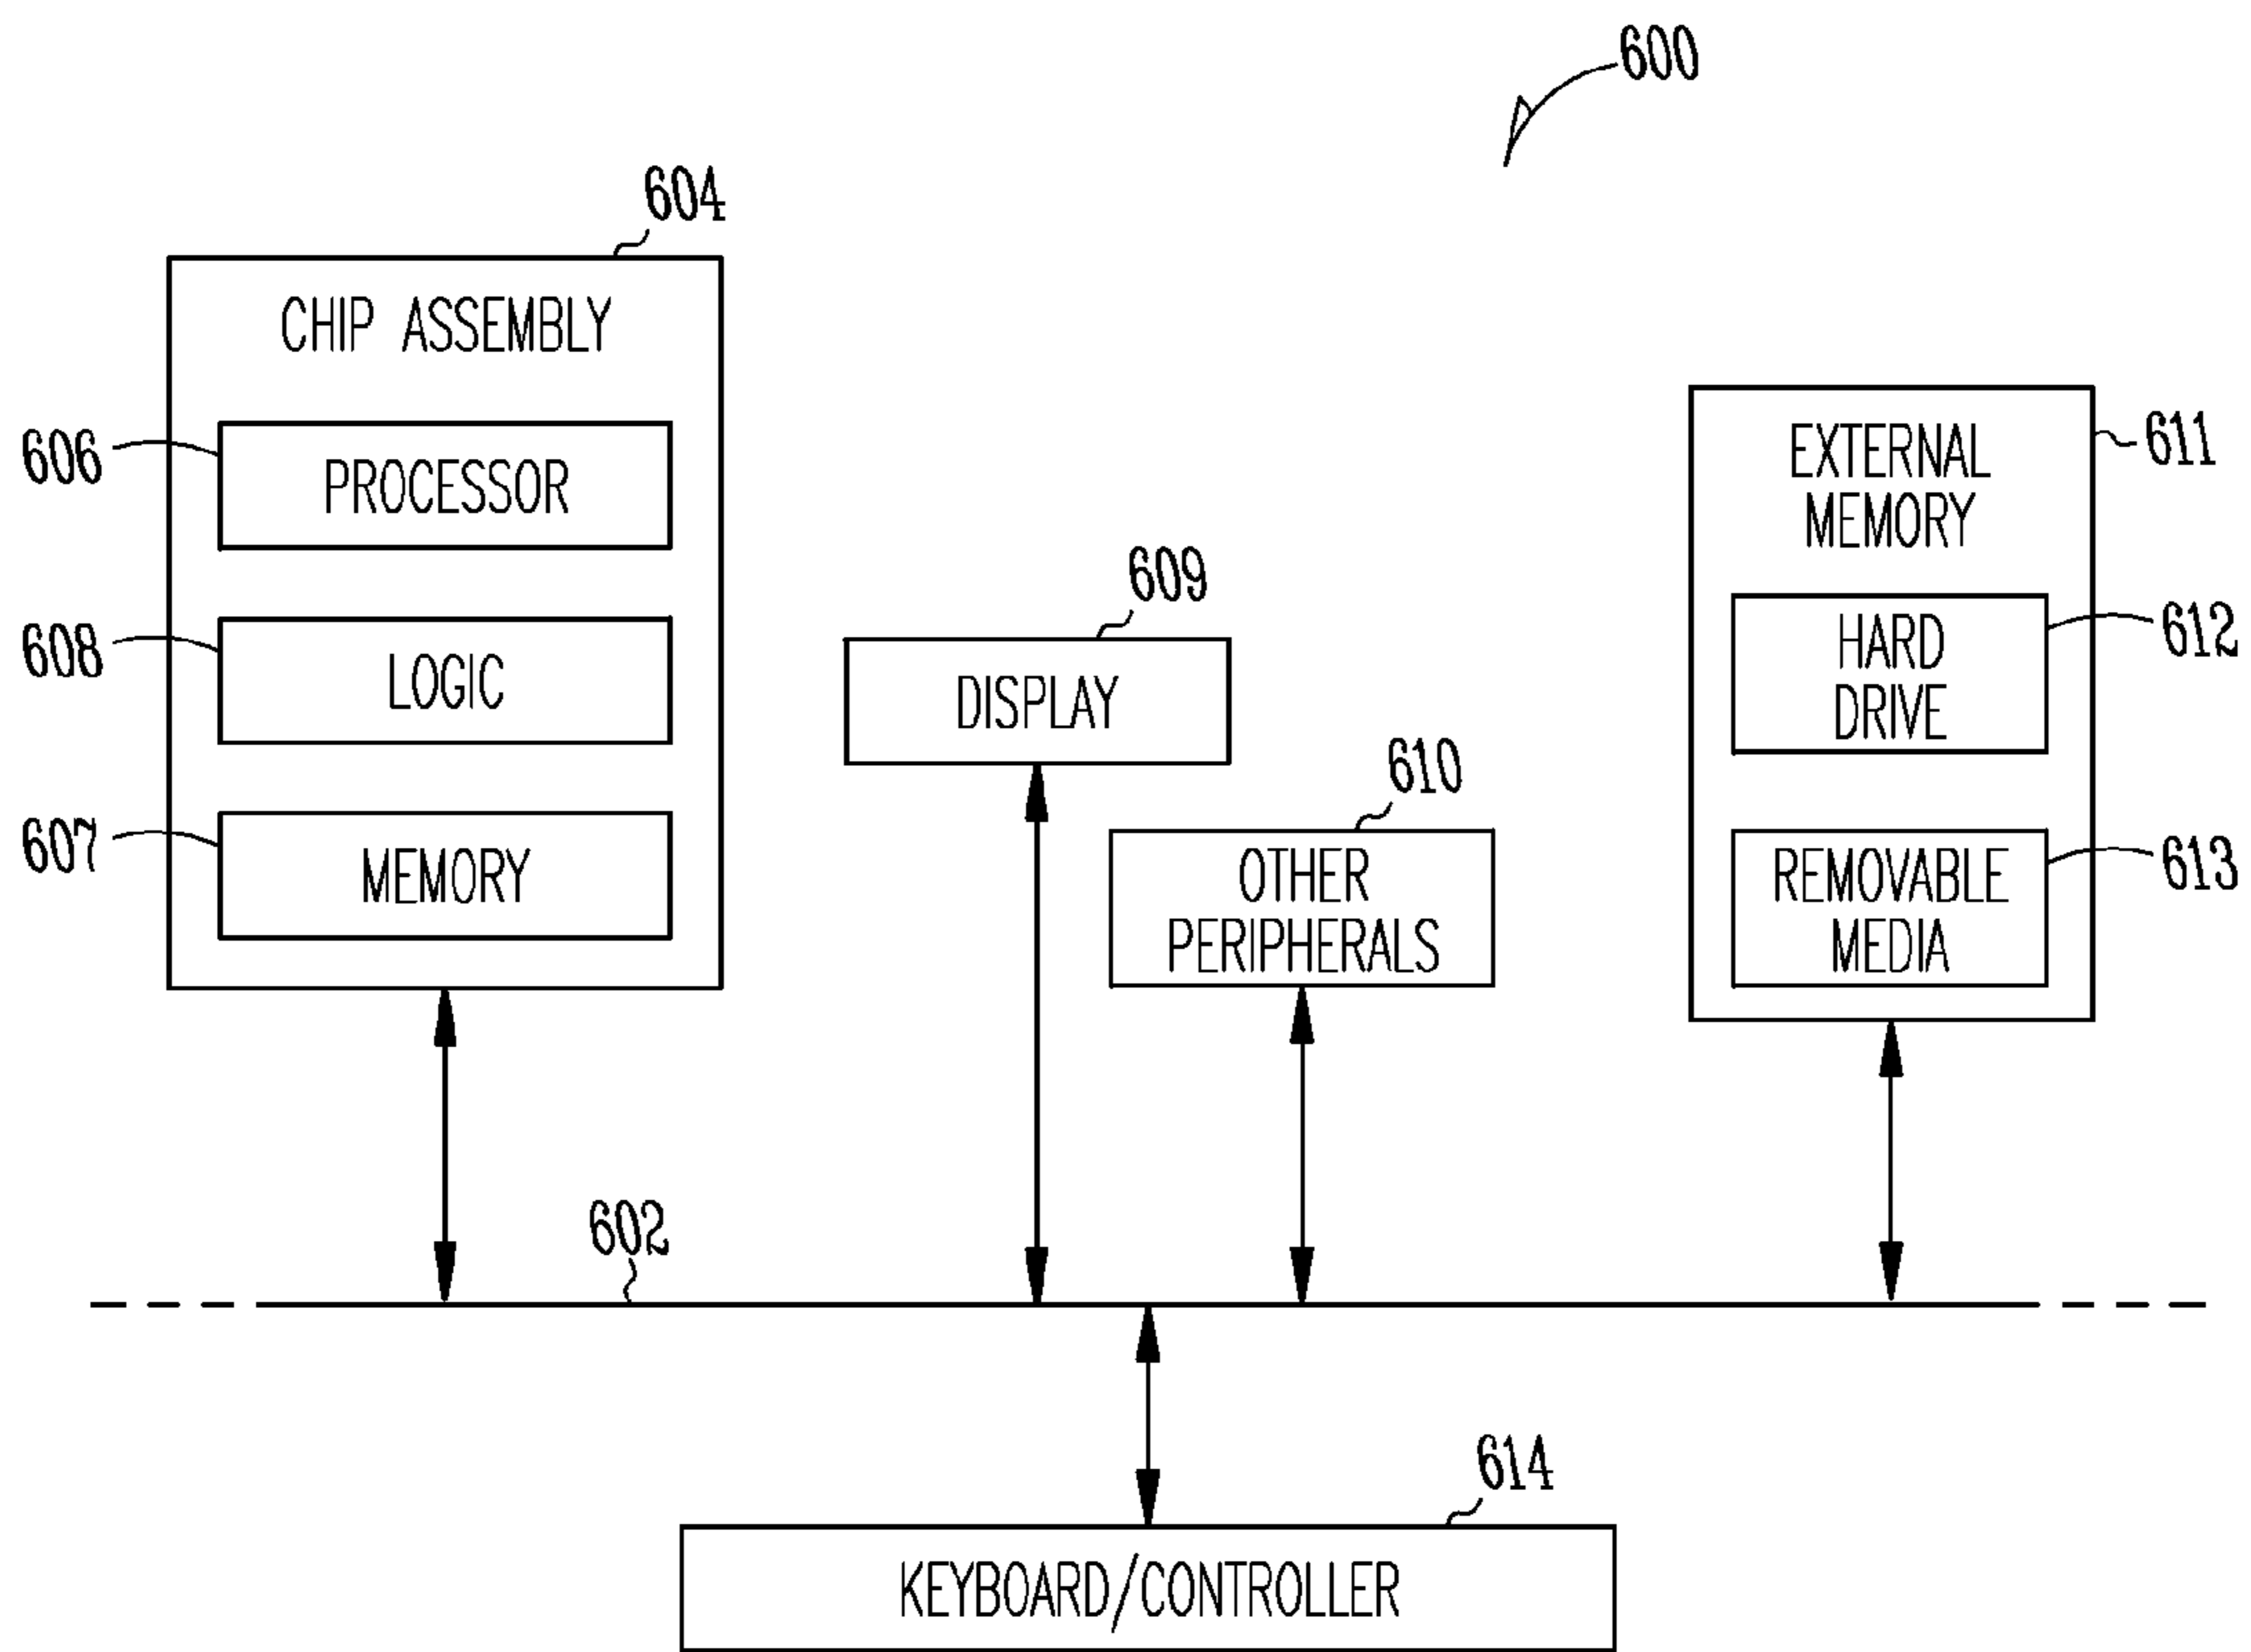 600
604
CHIP ASSEMBLY
606
PROCESSOR
608
LOGIC
607
MEMORY
609
DISPLAY
610
OTHER
PERIPHERALS
611
EXTERNAL
MEMORY
612
HARD
DRIVE
613
REMOVABLE
MEDIA
602
614
KEYBOARD/CONTROLLER